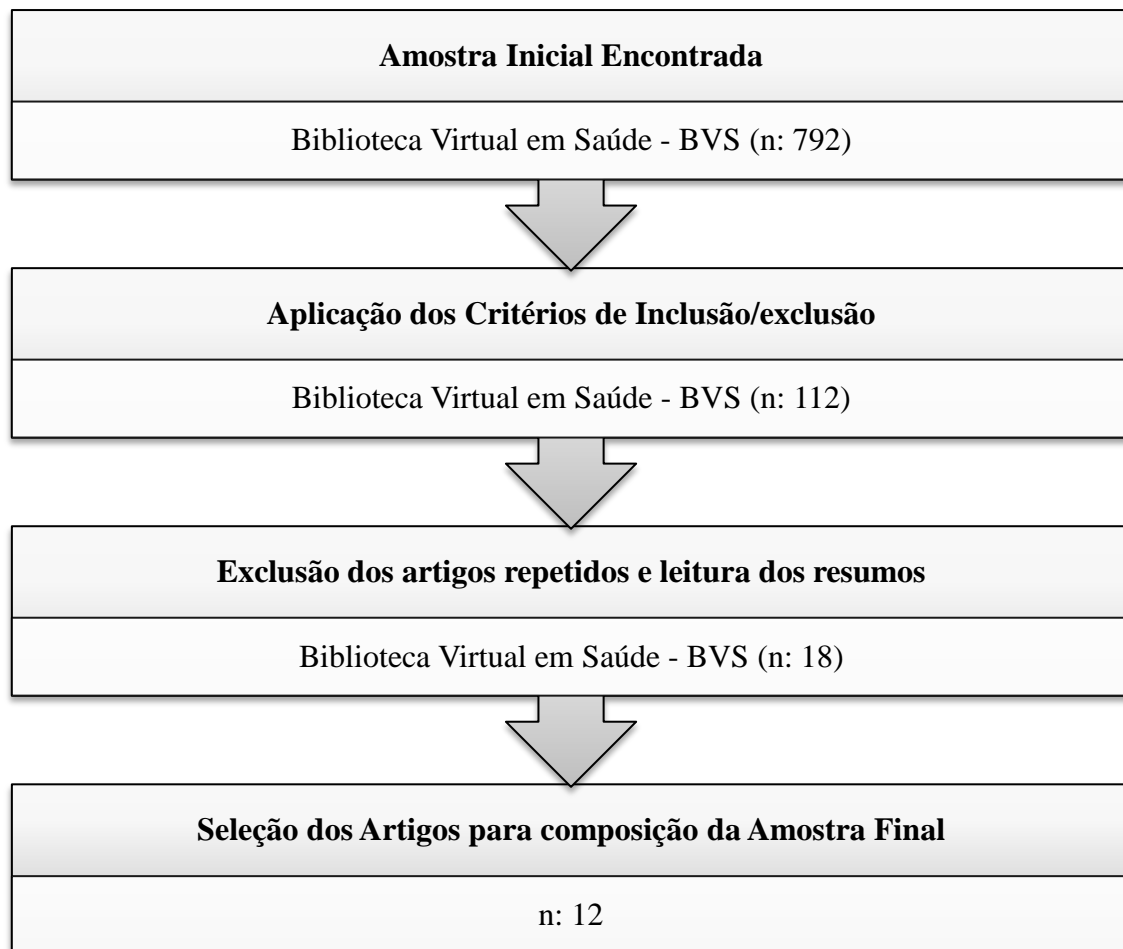 Amostra Inicial Encontrada
Biblioteca Virtual em Saúde - BVS (n: 792)
Aplicação dos Critérios de Inclusão/exclusão
Biblioteca Virtual em Saúde - BVS (n: 112)
Exclusão dos artigos repetidos e leitura dos resumos
Biblioteca Virtual em Saúde - BVS (n: 18)
Seleção dos Artigos para composição da Amostra Final
n: 12